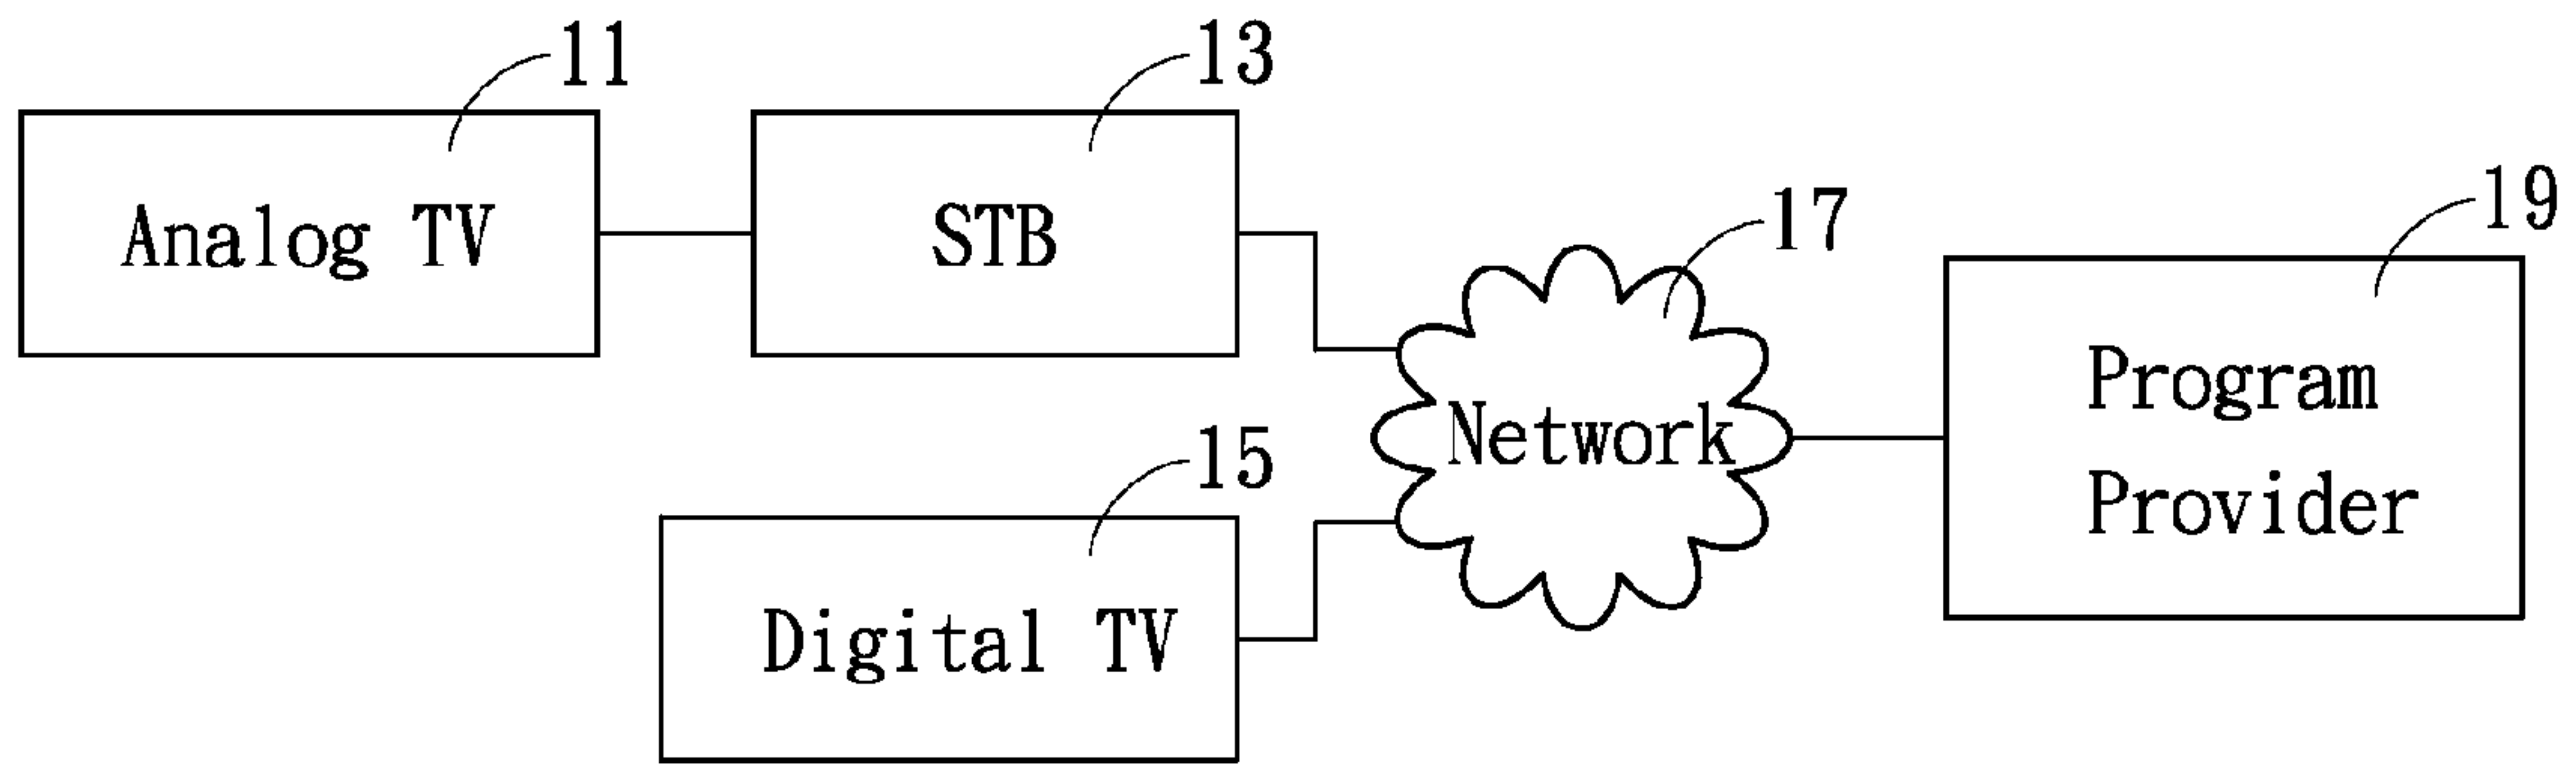 11
13
Analog TV
STB
17
19
Network
Program
Provider
15
Digital TV